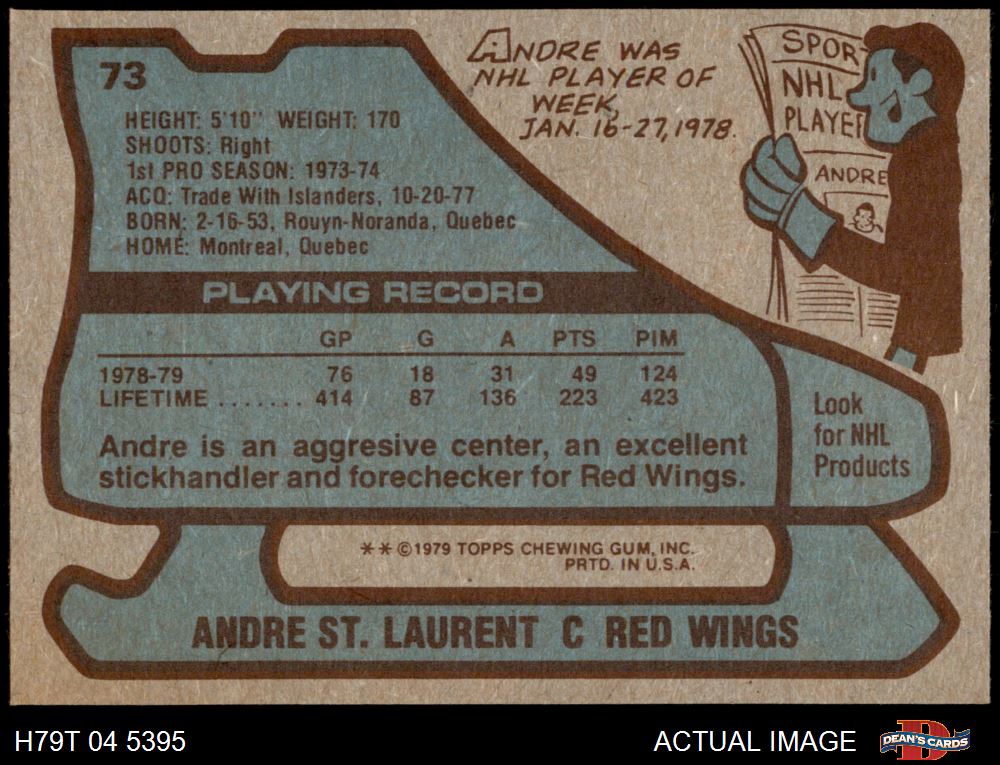 73
HEIGHT: 5'10" WEIGHT: 170
SHOOTS: Right
1st PRO SEASON: 1973-74
ACQ: Trade With Islanders, 10-20-77
BORN: 2-16-53, Rouyn-Noranda, Quebec
HOME: Montreal, Quebec
ANDRE WAS
NHL PLAYER OF
WEEK,
JAN. 16-27, 1978.
SPOR
NHL
PLAYER
ANDRE
PLAYING RECORD
GP G A PTS PIM
1978-79 76 18 31 49 124
LIFETIME ....... 414 87 136 223 423
Andre is an aggresive center, an excellent
stickhandler and forechecker for Red Wings.
Look
for NHL
Products
**©1979 TOPPS CHEWING GUM, INC.
PRTD. IN U.S.A.
ANDRE ST. LAURENT C RED WINGS
H79T 04 5395
ACTUAL IMAGE
D
DEAN'S CARDS